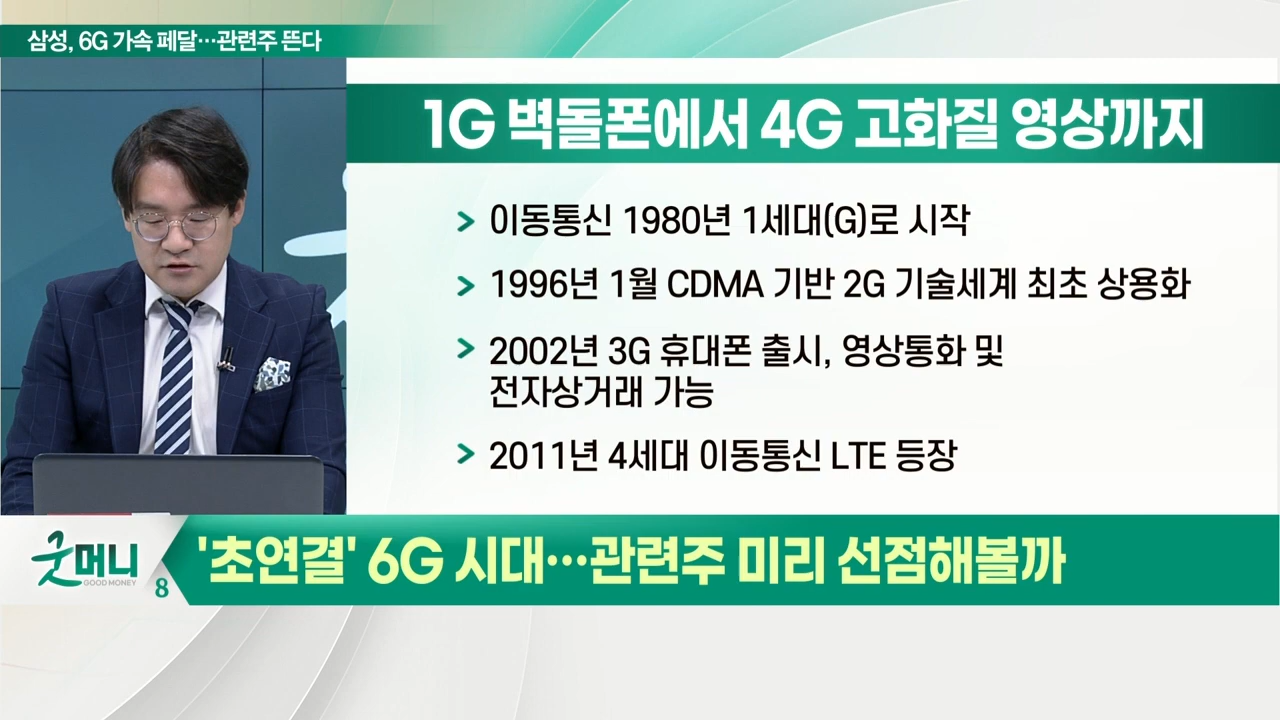 삼성, 6G 가속 페달…관련주 뜬다
1G 벽돌폰에서 4G 고화질 영상까지
이동통신 1980년 1세대(G)로 시작
1996년 1월 CDMA 기반 2G 기술세계 최초 상용화
2002년 3G 휴대폰 출시, 영상통화 및
전자상거래 가능
2011년 4세대 이동통신 LTE 등장
굿머니
GOOD MONEY
8
'초연결' 6G 시대…관련주 미리 선점해볼까